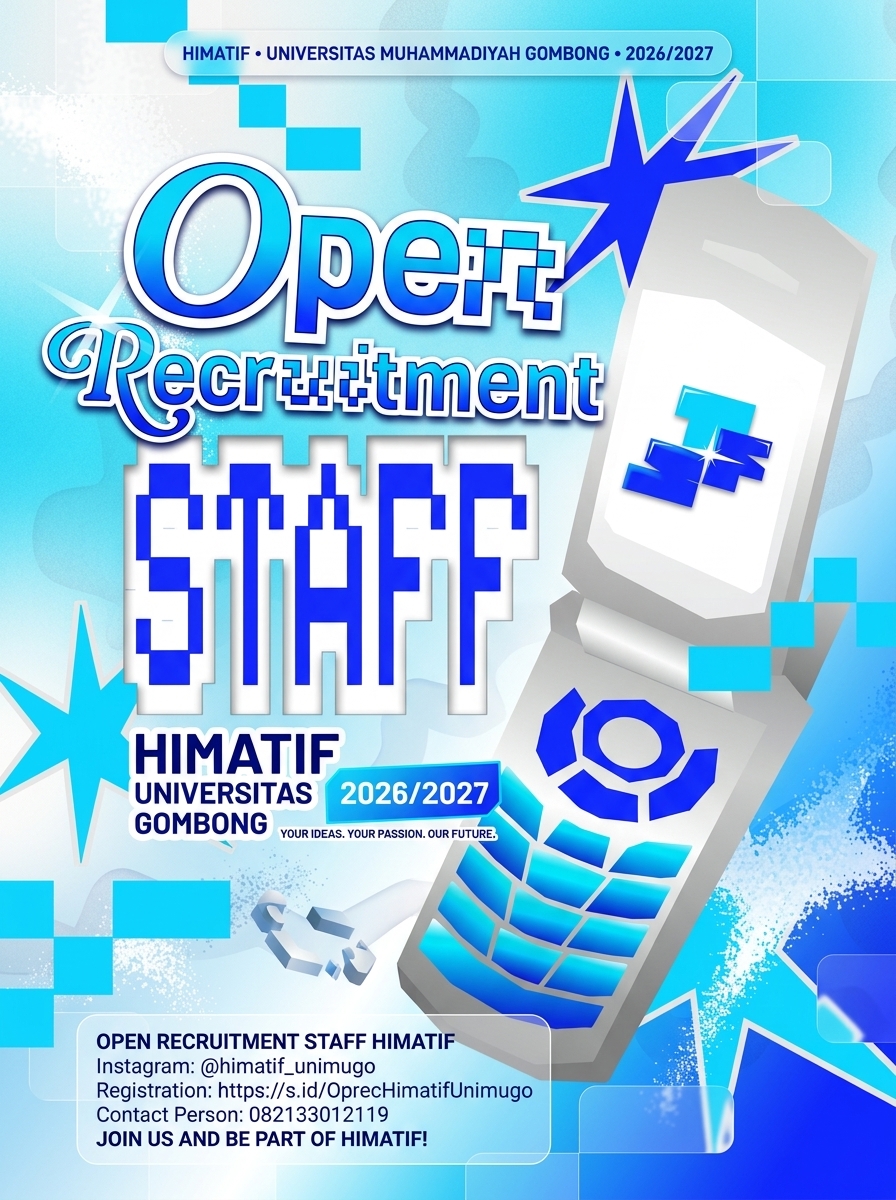 HIMATIF • UNIVERSITAS MUHAMMADIYAH GOMBONG • 2026/2027
Open
Recruitment
STAFF
HIMATIF
UNIVERSITAS
GOMBONG
2026/2027
YOUR IDEAS. YOUR PASSION. OUR FUTURE.
OPEN RECRUITMENT STAFF HIMATIF
Instagram: @himatif_unimugo
Registration: https://s.id/OprecHimatifUnimugo
Contact Person: 082133012119
JOIN US AND BE PART OF HIMATIF!